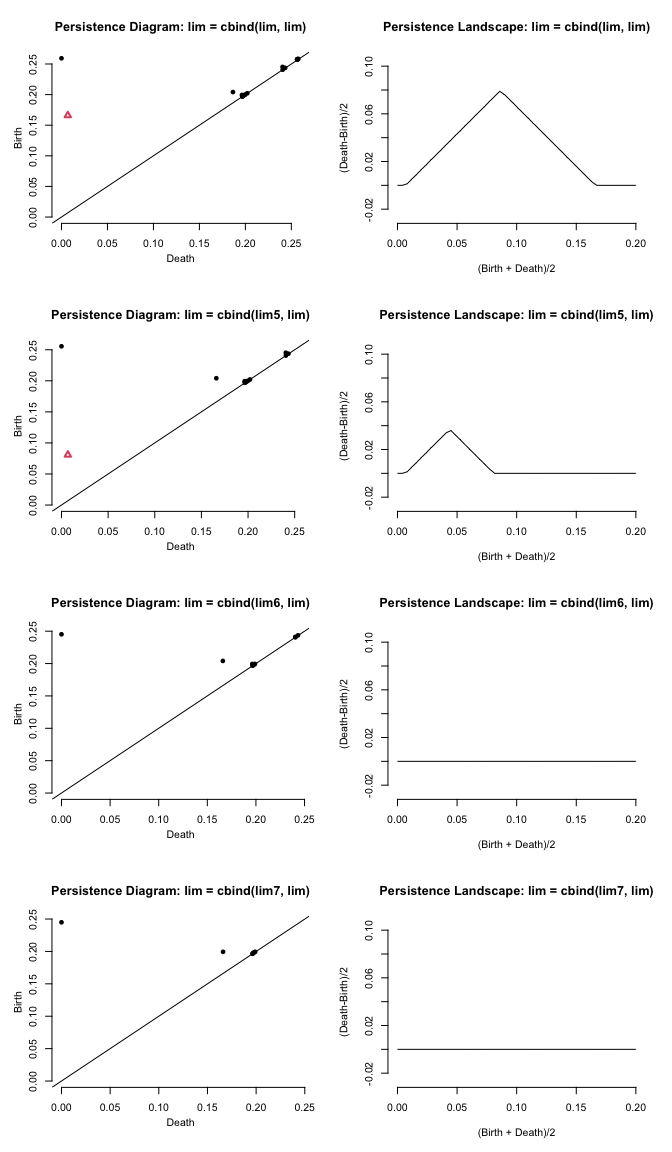 Persistence Diagram: lim = cbind(lim, lim)
Birth
0.00 0.05 0.10 0.15 0.20 0.25
0.00 0.05 0.10 0.15 0.20 0.25
Death
Persistence Landscape: lim = cbind(lim, lim)
(Death-Birth)/2
-0.02 0.02 0.06 0.10
0.00 0.05 0.10 0.15 0.20
(Birth + Death)/2
Persistence Diagram: lim = cbind(lim5, lim)
Birth
0.00 0.05 0.10 0.15 0.20 0.25
0.00 0.05 0.10 0.15 0.20 0.25
Death
Persistence Landscape: lim = cbind(lim5, lim)
(Death-Birth)/2
-0.02 0.02 0.06 0.10
0.00 0.05 0.10 0.15 0.20
(Birth + Death)/2
Persistence Diagram: lim = cbind(lim6, lim)
Birth
0.00 0.05 0.10 0.15 0.20 0.25
0.00 0.05 0.10 0.15 0.20 0.25
Death
Persistence Landscape: lim = cbind(lim6, lim)
(Death-Birth)/2
-0.02 0.02 0.06 0.10
0.00 0.05 0.10 0.15 0.20
(Birth + Death)/2
Persistence Diagram: lim = cbind(lim7, lim)
Birth
0.00 0.05 0.10 0.15 0.20 0.25
0.00 0.05 0.10 0.15 0.20 0.25
Death
Persistence Landscape: lim = cbind(lim7, lim)
(Death-Birth)/2
-0.02 0.02 0.06 0.10
0.00 0.05 0.10 0.15 0.20
(Birth + Death)/2